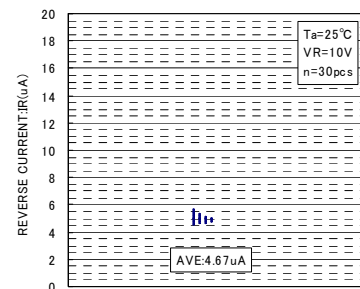 20
18
16
14
12
10
8
6
4
2
0
REVERSE CURRENT:IR(uA)
Ta=25℃
VR=10V
n=30pcs
AVE:4.67uA